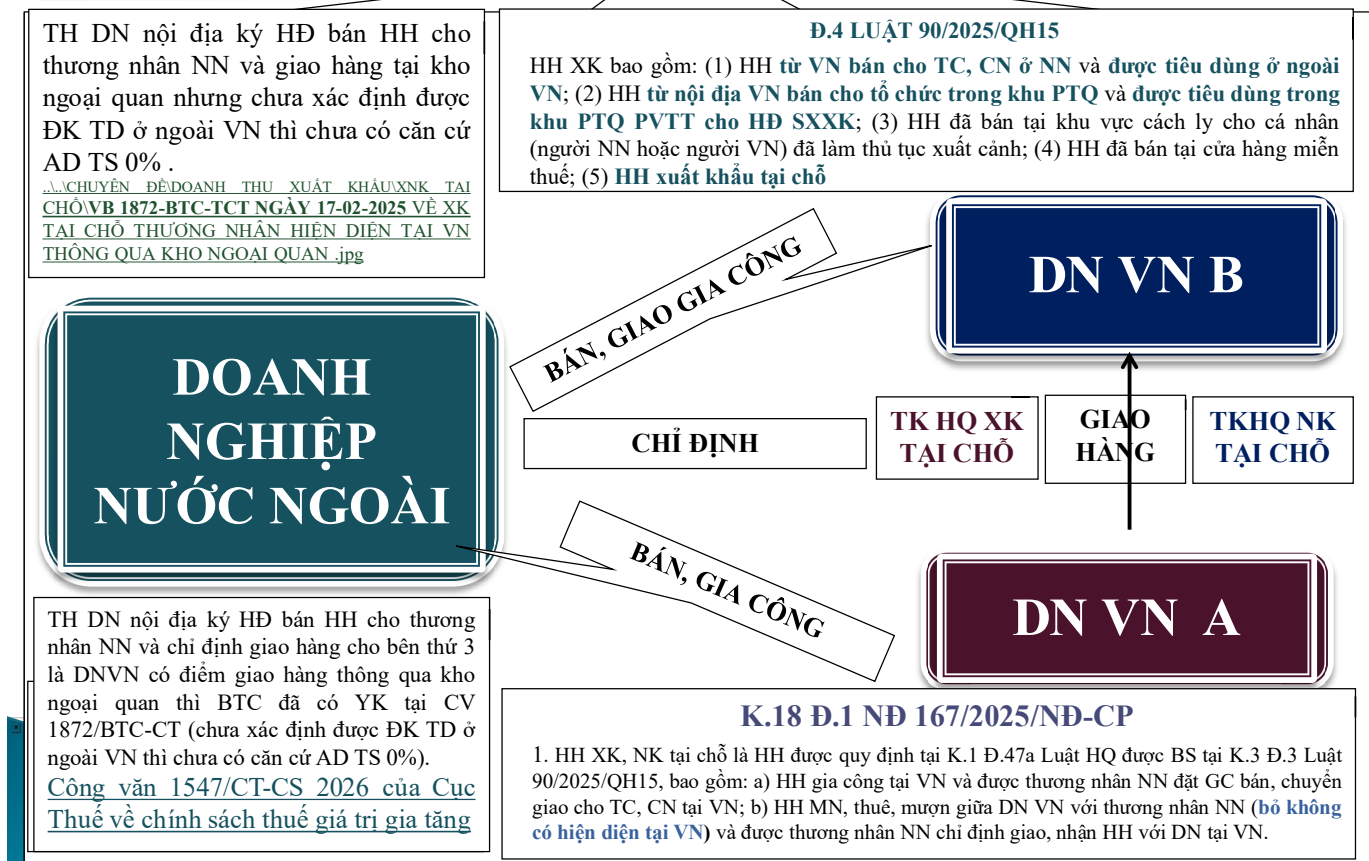 TH DN nội địa ký HĐ bán HH cho
thương nhân NN và giao hàng tại kho
ngoại quan nhưng chưa xác định được
ĐK TD ở ngoài VN thì chưa có căn cứ
AD TS 0% .
..\..\CHUYÊN ĐỀ\DOANH THU XUẤT KHẨU\XNK TẠI
CHỖ\VB 1872-BTC-TCT NGÀY 17-02-2025 VỀ XK
TẠI CHỖ THƯƠNG NHÂN HIỆN DIỆN TẠI VN
THÔNG QUA KHO NGOẠI QUAN .jpg
Đ.4 LUẬT 90/2025/QH15
HH XK bao gồm: (1) HH từ VN bán cho TC, CN ở NN và được tiêu dùng ở ngoài
VN; (2) HH từ nội địa VN bán cho tổ chức trong khu PTQ và được tiêu dùng trong
khu PTQ PVTT cho HĐ SXXK; (3) HH đã bán tại khu vực cách ly cho cá nhân
(người NN hoặc người VN) đã làm thủ tục xuất cảnh; (4) HH đã bán tại cửa hàng miễn
thuế; (5) HH xuất khẩu tại chỗ
DOANH
NGHIỆP
NƯỚC NGOÀI
BÁN, GIAO GIA CÔNG
DN VN B
CHỈ ĐỊNH
TK HQ XK
TẠI CHỖ
GIAO
HÀNG
TKHQ NK
TẠI CHỖ
BÁN, GIA CÔNG
DN VN A
TH DN nội địa ký HĐ bán HH cho thương
nhân NN và chỉ định giao hàng cho bên thứ 3
là DNVN có điểm giao hàng thông qua kho
ngoại quan thì BTC đã có YK tại CV
1872/BTC-CT (chưa xác định được ĐK TD ở
ngoài VN thì chưa có căn cứ AD TS 0%).
Công văn 1547/CT-CS 2026 của Cục
Thuế về chính sách thuế giá trị gia tăng
K.18 Đ.1 NĐ 167/2025/NĐ-CP
1. HH XK, NK tại chỗ là HH được quy định tại K.1 Đ.47a Luật HQ được BS tại K.3 Đ.3 Luật
90/2025/QH15, bao gồm: a) HH gia công tại VN và được thương nhân NN đặt GC bán, chuyển
giao cho TC, CN tại VN; b) HH MN, thuê, mượn giữa DN VN với thương nhân NN (bỏ không
có hiện diện tại VN) và được thương nhân NN chỉ định giao, nhận HH với DN tại VN.